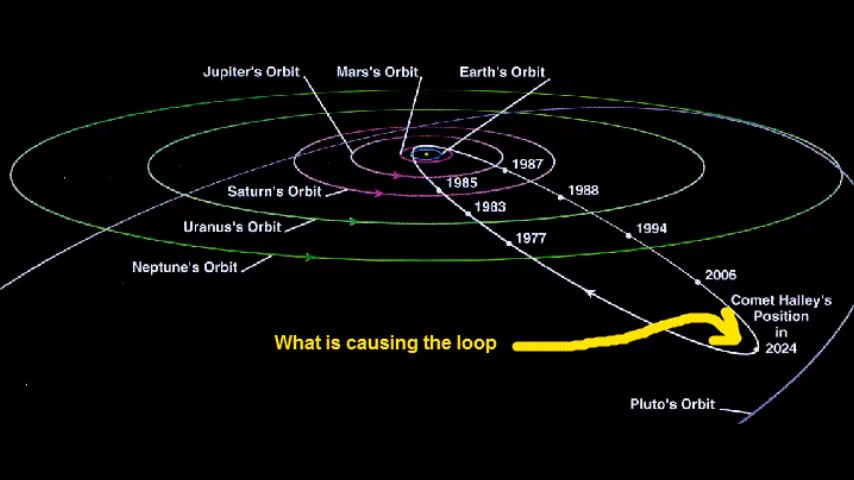 Jupiter's Orbit
Mars's Orbit
Earth's Orbit
1987
1985
Saturn's Orbit
1988
1983
Uranus's Orbit
1994
1977
Neptune's Orbit
2005
Comet Halley's
Position
in
2024
What is causing the loop
Pluto's Orbit